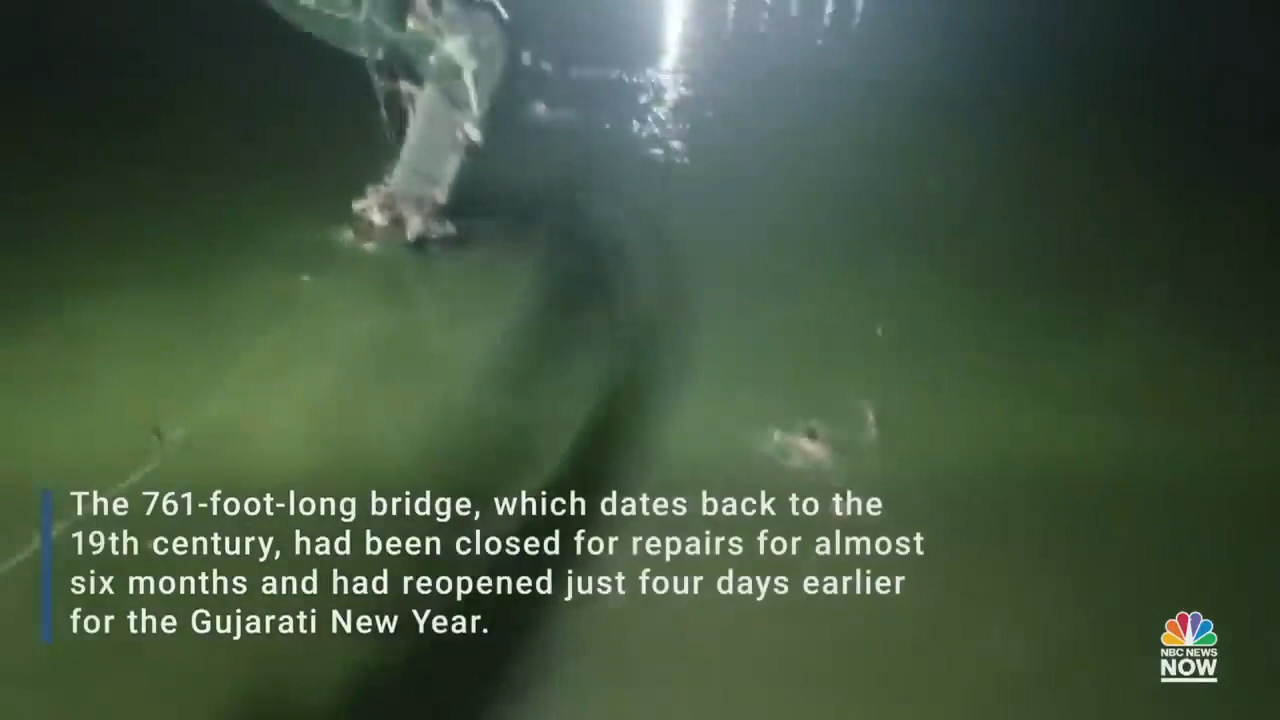 The 761-foot-long bridge, which dates back to the
19th century, had been closed for repairs for almost
six months and had reopened just four days earlier
for the Gujarati New Year.
NBC NEWS
NOW